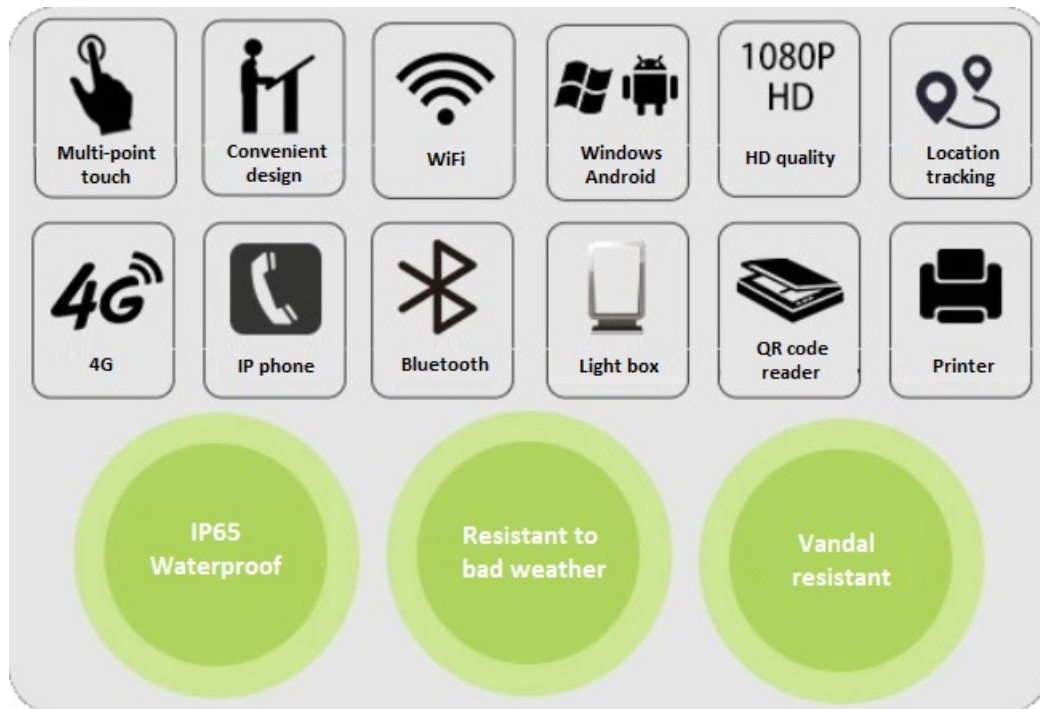 1080P
HD
Multi-point
touch
Convenient
design
WiFi
Windows
Android
HD quality
Location
tracking
4G
4G
IP phone
Bluetooth
Light box
QR code
reader
Printer
IP65
Waterproof
Resistant to
bad weather
Vandal
resistant